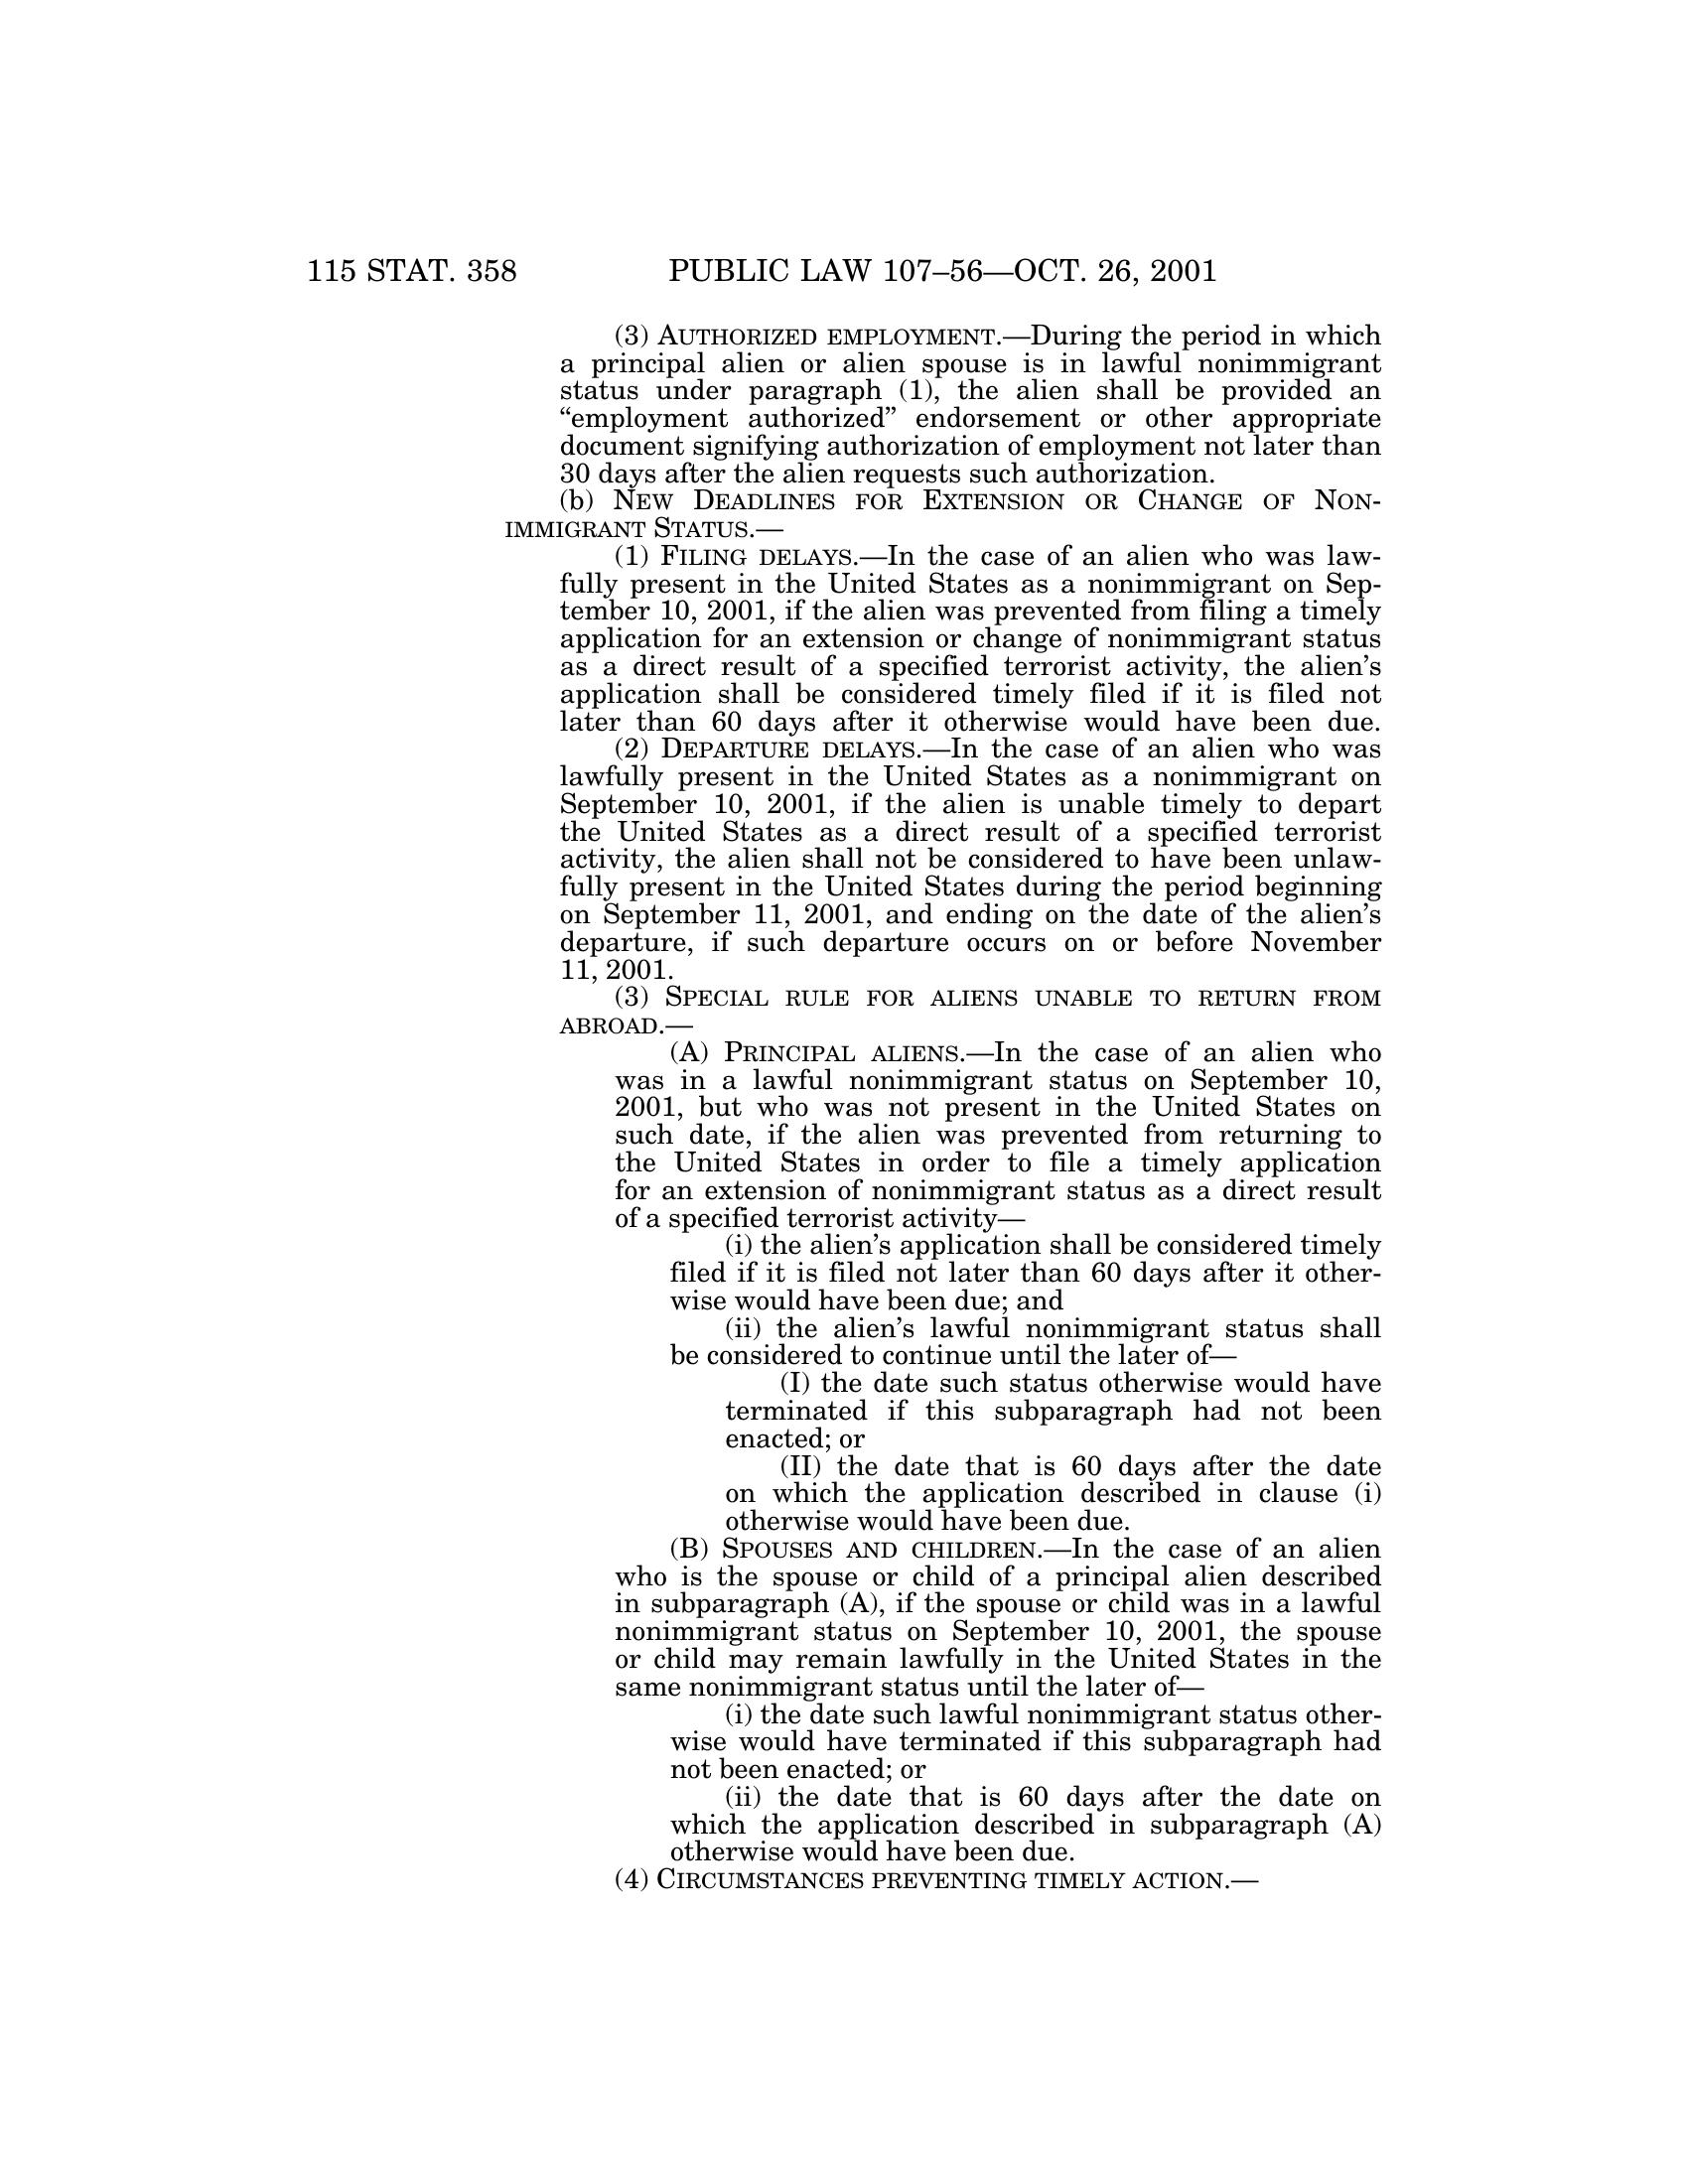 115 STAT. 358 PUBLIC LAW 107–56—OCT. 26, 2001
(3) AUTHORIZED EMPLOYMENT.—During the period in which
a principal alien or alien spouse is in lawful nonimmigrant
status under paragraph (1), the alien shall be provided an
“employment authorized” endorsement or other appropriate
document signifying authorization of employment not later than
30 days after the alien requests such authorization.
(b) NEW DEADLINES FOR EXTENSION OR CHANGE OF NON-
IMMIGRANT STATUS.—
(1) FILING DELAYS.—In the case of an alien who was law-
fully present in the United States as a nonimmigrant on Sep-
tember 10, 2001, if the alien was prevented from filing a timely
application for an extension or change of nonimmigrant status
as a direct result of a specified terrorist activity, the alien’s
application shall be considered timely filed if it is filed not
later than 60 days after it otherwise would have been due.
(2) DEPARTURE DELAYS.—In the case of an alien who was
lawfully present in the United States as a nonimmigrant on
September 10, 2001, if the alien is unable timely to depart
the United States as a direct result of a specified terrorist
activity, the alien shall not be considered to have been unlaw-
fully present in the United States during the period beginning
on September 11, 2001, and ending on the date of the alien’s
departure, if such departure occurs on or before November
11, 2001.
(3) SPECIAL RULE FOR ALIENS UNABLE TO RETURN FROM
ABROAD.—
(A) PRINCIPAL ALIENS.—In the case of an alien who
was in a lawful nonimmigrant status on September 10,
2001, but who was not present in the United States on
such date, if the alien was prevented from returning to
the United States in order to file a timely application
for an extension of nonimmigrant status as a direct result
of a specified terrorist activity—
(i) the alien’s application shall be considered timely
filed if it is filed not later than 60 days after it other-
wise would have been due; and
(ii) the alien’s lawful nonimmigrant status shall
be considered to continue until the later of—
(I) the date such status otherwise would have
terminated if this subparagraph had not been
enacted; or
(II) the date that is 60 days after the date
on which the application described in clause (i)
otherwise would have been due.
(B) SPOUSES AND CHILDREN.—In the case of an alien
who is the spouse or child of a principal alien described
in subparagraph (A), if the spouse or child was in a lawful
nonimmigrant status on September 10, 2001, the spouse
or child may remain lawfully in the United States in the
same nonimmigrant status until the later of—
(i) the date such lawful nonimmigrant status other-
wise would have terminated if this subparagraph had
not been enacted; or
(ii) the date that is 60 days after the date on
which the application described in subparagraph (A)
otherwise would have been due.
(4) CIRCUMSTANCES PREVENTING TIMELY ACTION.—